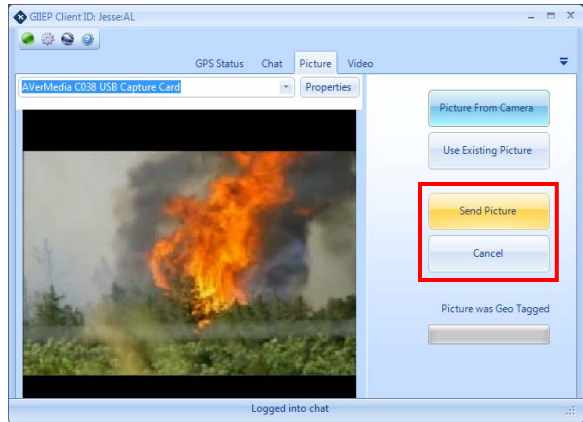 GIIEP Client ID: Jesse:AL
GPS Status Chat Picture Video
AVerMedia C038 USB Capture Card
Properties
Picture From Camera
Use Existing Picture
Send Picture
Cancel
Picture was Geo Tagged
Logged into chat